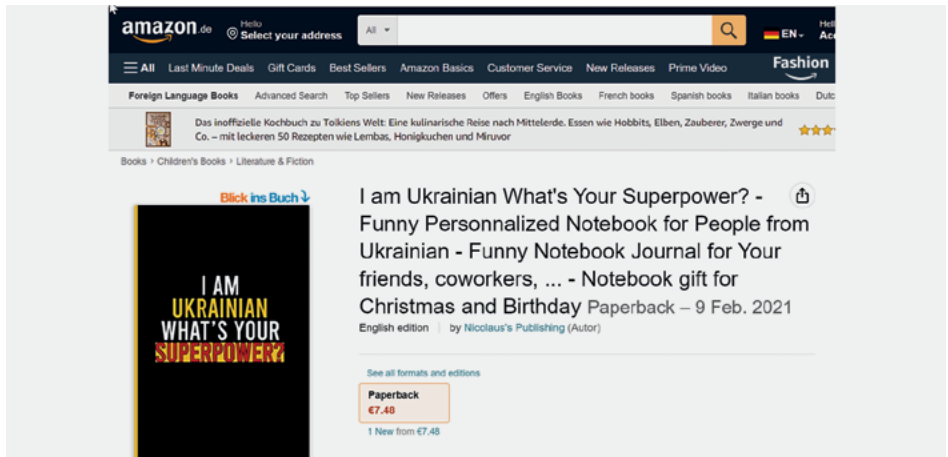 amazon.de
Hello
Select your address
All
EN
Hell
Acc
All Last Minute Deals Gift Cards Best Sellers Amazon Basics Customer Service New Releases Prime Video Fashion
Foreign Language Books Advanced Search Top Sellers New Releases Offers English Books French books Spanish books Italian books Dutc
Das inoffizielle Kochbuch zu Tolkiens Welt: Eine kulinarische Reise nach Mittelerde. Essen wie Hobbits, Elben, Zauberer, Zwerge und
Co. – mit leckeren 50 Rezepten wie Lembas, Honigkuchen und Miruvor
Books › Children's Books › Literature & Fiction
Blick ins Buch
I AM
UKRAINIAN
WHAT'S YOUR
SUPERPOWER?
I am Ukrainian What's Your Superpower? -
Funny Personnalized Notebook for People from
Ukrainian - Funny Notebook Journal for Your
friends, coworkers, ... - Notebook gift for
Christmas and Birthday Paperback – 9 Feb. 2021
English edition | by Nicolaus's Publishing (Autor)
See all formats and editions
Paperback
€7.48
1 New from €7.48